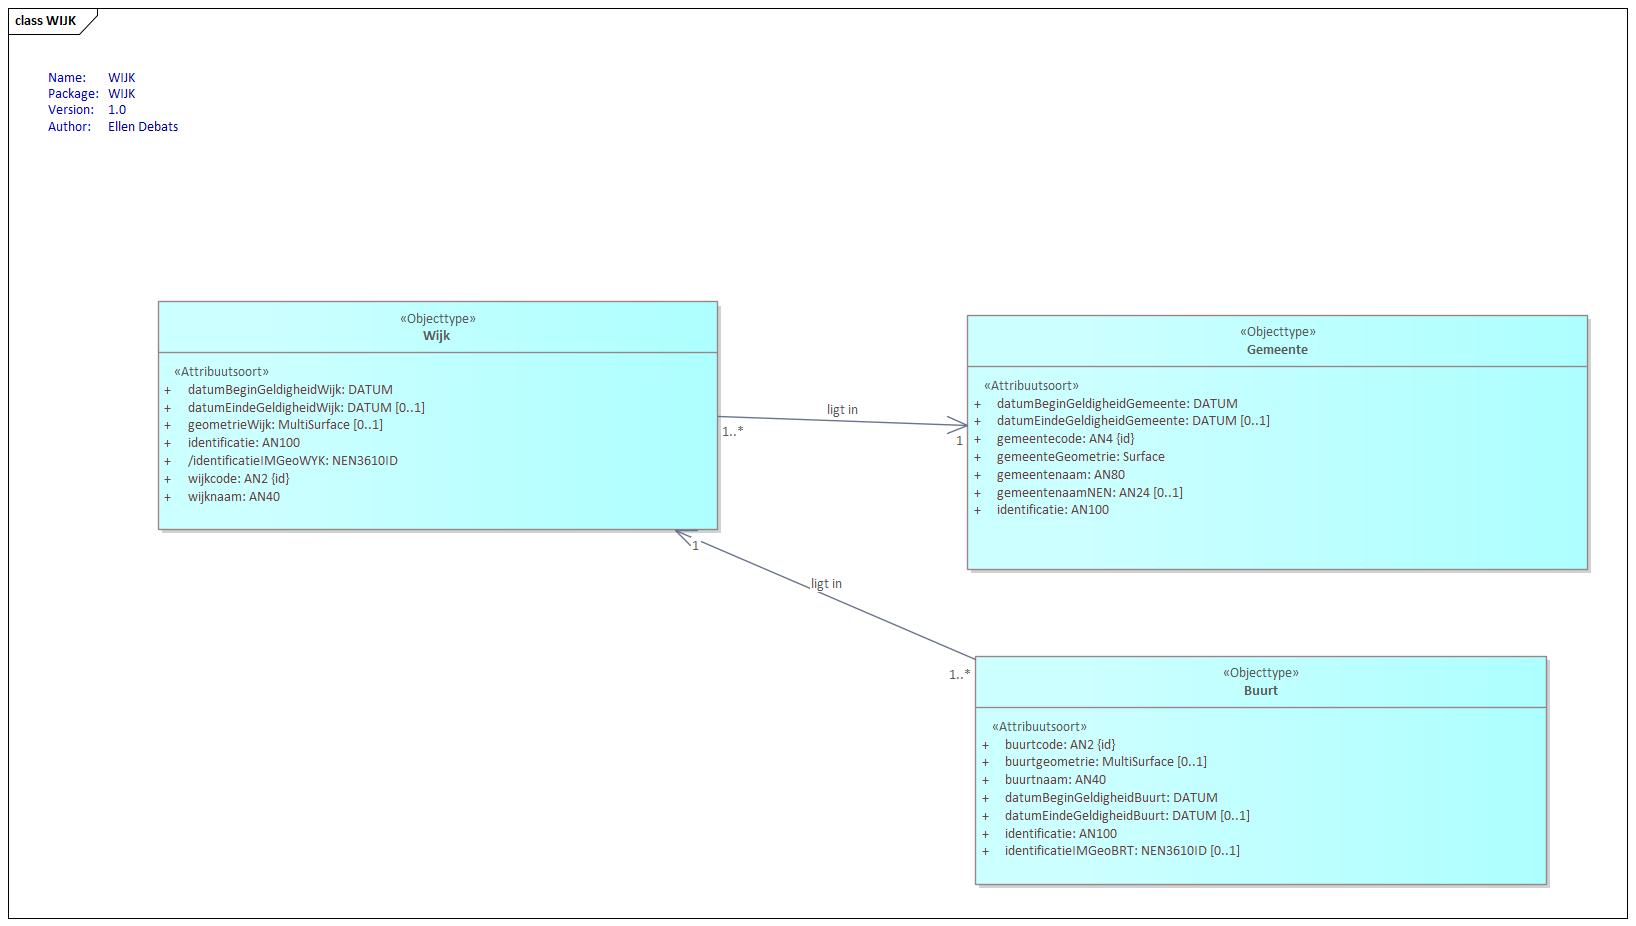 class WIJK
Name: WIJK
Package: WIJK
Version: 1.0
Author: Ellen Debats
«Objecttype»
Wijk
«Attribuutsoort»
+ datumBeginGeldigheidWijk: DATUM
+ datumEindeGeldigheidWijk: DATUM [0..1]
+ geometrieWijk: MultiSurface [0..1]
+ identificatie: AN100
+ /identificatieIMGeoWYK: NEN3610ID
+ wijkcode: AN2 {id}
+ wijknaam: AN40
ligt in
1..*
1
«Objecttype»
Gemeente
«Attribuutsoort»
+ datumBeginGeldigheidGemeente: DATUM
+ datumEindeGeldigheidGemeente: DATUM [0..1]
+ gemeentecode: AN4 {id}
+ gemeenteGeometrie: Surface
+ gemeentenaam: AN80
+ gemeentenaamNEN: AN24 [0..1]
+ identificatie: AN100
1
ligt in
1..*
«Objecttype»
Buurt
«Attribuutsoort»
+ buurtcode: AN2 {id}
+ buurtgeometrie: MultiSurface [0..1]
+ buurtnaam: AN40
+ datumBeginGeldigheidBuurt: DATUM
+ datumEindeGeldigheidBuurt: DATUM [0..1]
+ identificatie: AN100
+ identificatieIMGeoBRT: NEN3610ID [0..1]